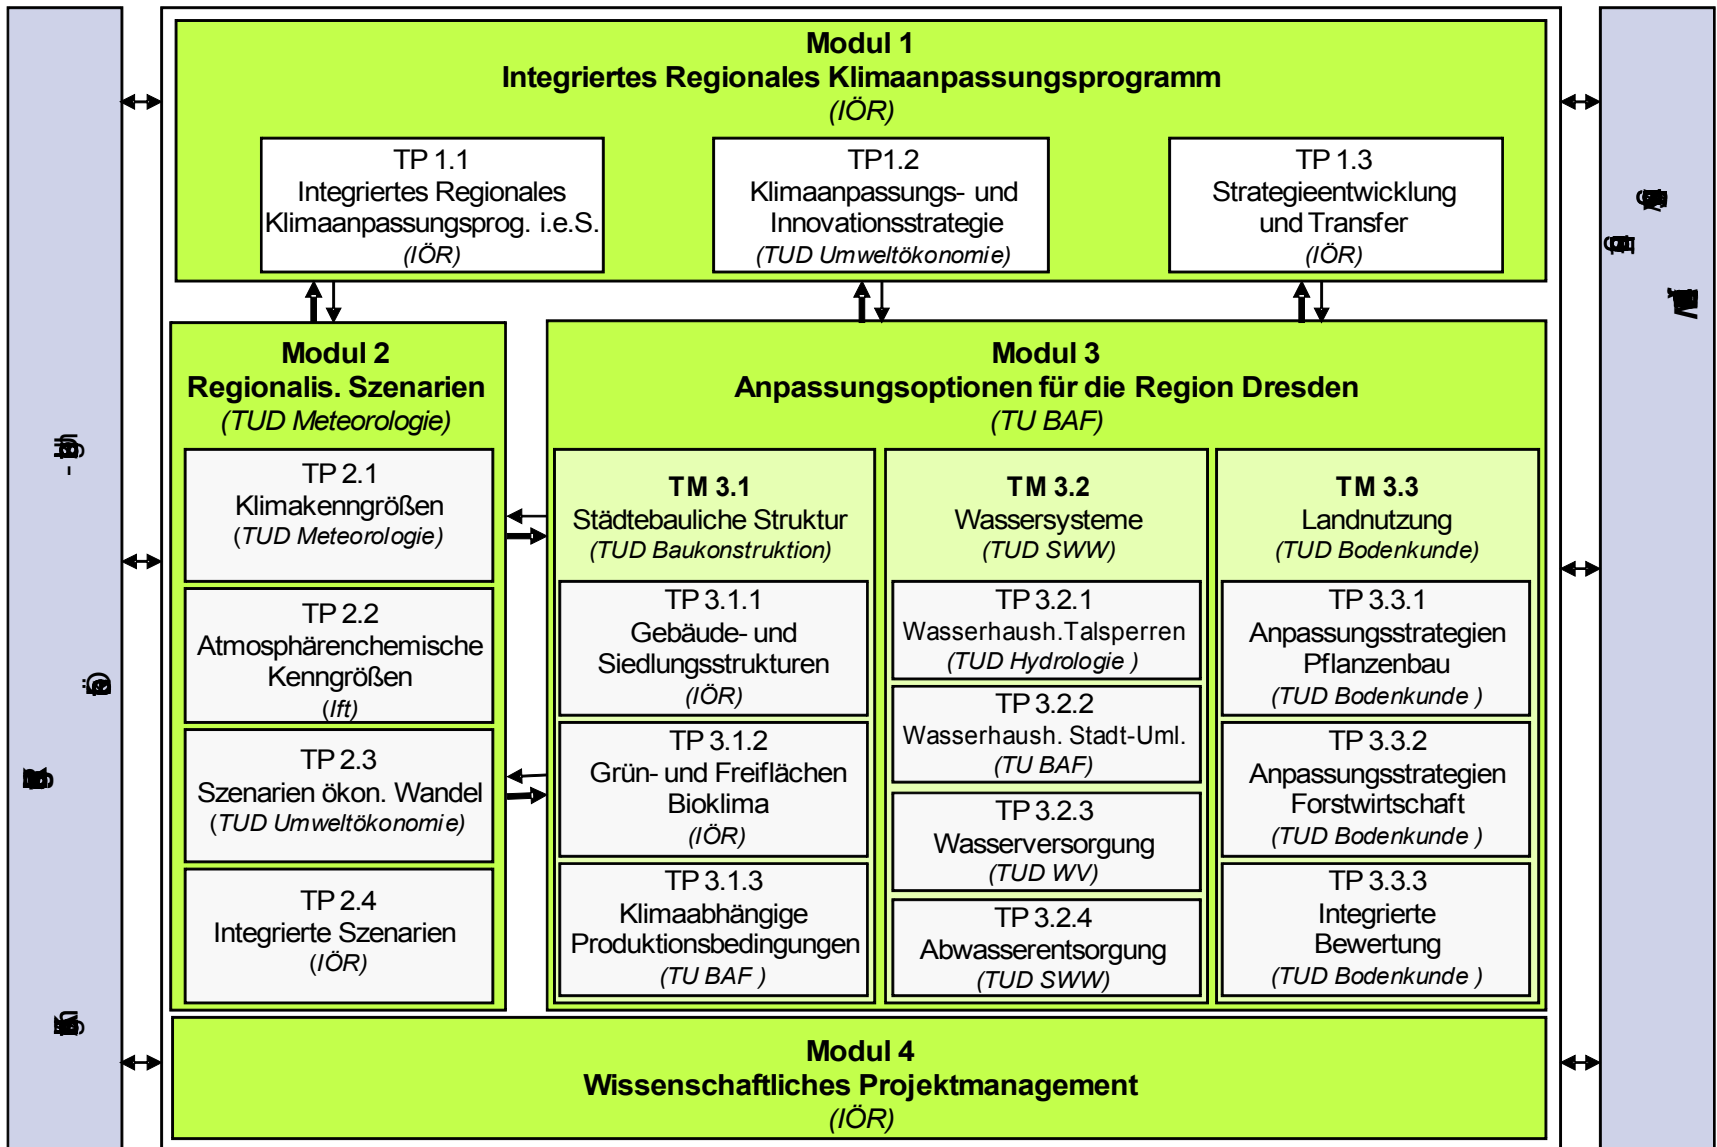 Modul 1
Integriertes Regionales Klimaanpassungsprogramm
(IÖR)
TP 1.1
Integriertes Regionales
Klimaanpassungsprog. i.e.S.
(IÖR)
TP1.2
Klimaanpassungs- und
Innovationsstrategie
(TUD Umweltökonomie)
TP 1.3
Strategieentwicklung
und Transfer
(IÖR)
Modul 2
Regionalis. Szenarien
(TUD Meteorologie)
TP 2.1
Klimakenngrößen
(TUD Meteorologie)
TP 2.2
Atmosphärenchemische
Kenngrößen
(Ift)
TP 2.3
Szenarien ökon. Wandel
(TUD Umweltökonomie)
TP 2.4
Integrierte Szenarien
(IÖR)
Modul 3
Anpassungsoptionen für die Region Dresden
(TU BAF)
TM 3.1
Städtebauliche Struktur
(TUD Baukonstruktion)
TP 3.1.1
Gebäude- und
Siedlungsstrukturen
(IÖR)
TP 3.1.2
Grün- und Freiflächen
Bioklima
(IÖR)
TP 3.1.3
Klimaabhängige
Produktionsbedingungen
(TU BAF )
TM 3.2
Wassersysteme
(TUD SWW)
TP 3.2.1
Wasserhaush.Talsperren
(TUD Hydrologie )
TP 3.2.2
Wasserhaush. Stadt-Uml.
(TU BAF)
TP 3.2.3
Wasserversorgung
(TUD WV)
TP 3.2.4
Abwasserentsorgung
(TUD SWW)
TM 3.3
Landnutzung
(TUD Bodenkunde)
TP 3.3.1
Anpassungsstrategien
Pflanzenbau
(TUD Bodenkunde )
TP 3.3.2
Anpassungsstrategien
Forstwirtschaft
(TUD Bodenkunde )
TP 3.3.3
Integrierte
Bewertung
(TUD Bodenkunde )
Modul 4
Wissenschaftliches Projektmanagement
(IÖR)